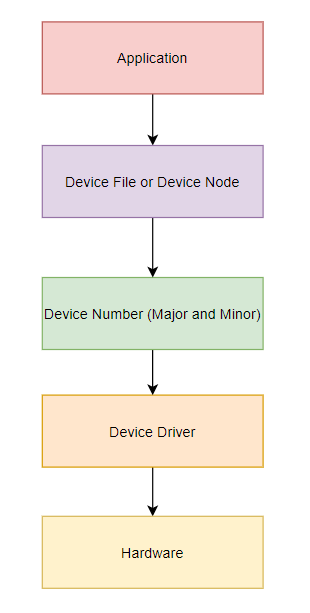 Application
Device File or Device Node
Device Number (Major and Minor)
Device Driver
Hardware